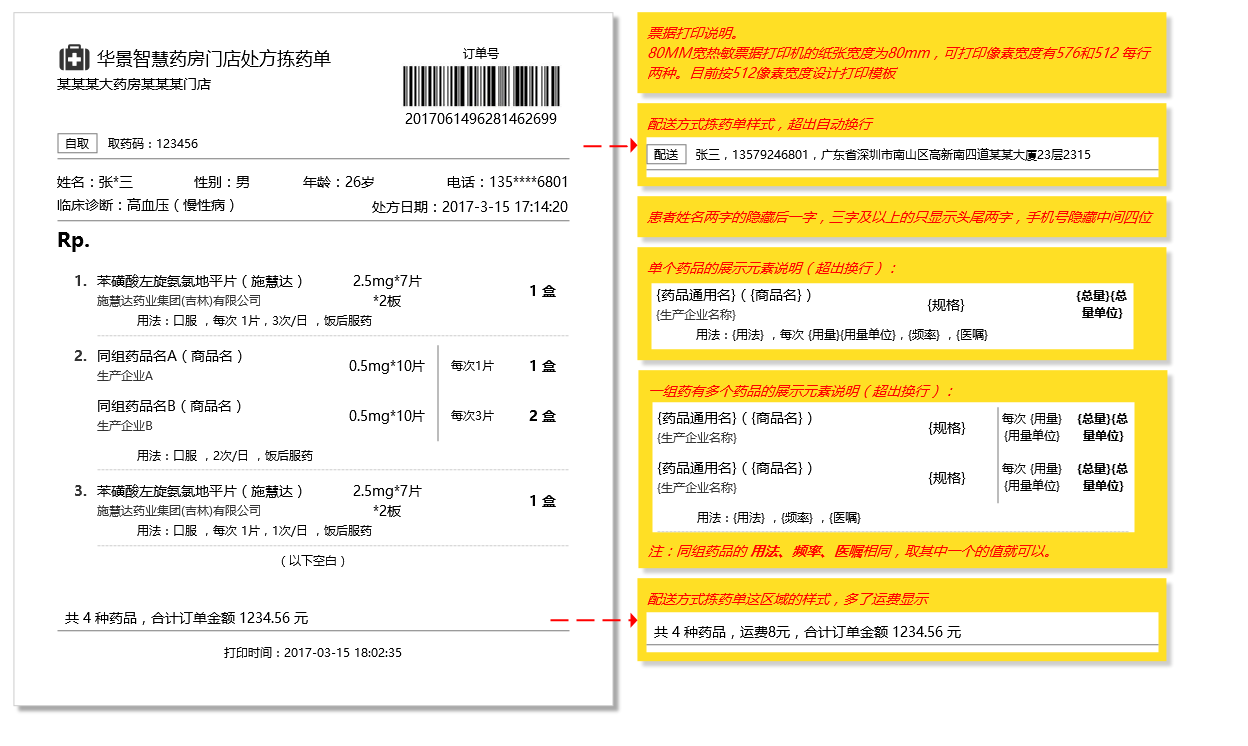 华景智慧药房门店处方拣药单
某某某大药房某某某门店
订单号
2017061496281462699
自取 取药码：123456
姓名：张*三 性别：男 年龄：26岁 电话：135****6801
临床诊断：高血压（慢性病） 处方日期：2017-3-15 17:14:20
Rp.
1. 苯磺酸左旋氨氯地平片（施慧达） 2.5mg*7片 1 盒
施慧达药业集团(吉林)有限公司 *2板
用法：口服 ，每次 1片，3次/日 ，饭后服药
2. 同组药品名A（商品名） 0.5mg*10片 每次1片 1 盒
生产企业A
同组药品名B（商品名） 0.5mg*10片 每次3片 2 盒
生产企业B
用法：口服 ，2次/日 ，饭后服药
3. 苯磺酸左旋氨氯地平片（施慧达） 2.5mg*7片 1 盒
施慧达药业集团(吉林)有限公司 *2板
用法：口服 ，每次 1片，1次/日 ，饭后服药
（以下空白）
共 4 种药品，合计订单金额 1234.56 元
打印时间：2017-03-15 18:02:35
票据打印说明。
80MM宽热敏票据打印机的纸张宽度为80mm，可打印像素宽度有576和512 每行
两种。目前按512像素宽度设计打印模板
配送方式拣药单样式，超出自动换行
配送 张三，13579246801，广东省深圳市南山区高新南四道某某大厦23层2315
患者姓名两字的隐藏后一字，三字及以上的只显示头尾两字，手机号隐藏中间四位
单个药品的展示元素说明（超出换行）：
{药品通用名}（{商品名}） {规格} {总量}{总
{生产企业名称} 量单位}
用法：{用法} ，每次 {用量}{用量单位}，{频率} ，{医嘱}
一组药有多个药品的展示元素说明（超出换行）：
{药品通用名}（{商品名}） {规格} 每次 {用量} {总量}{总
{生产企业名称} {用量单位} 量单位}
{药品通用名}（{商品名}） {规格} 每次 {用量} {总量}{总
{生产企业名称} {用量单位} 量单位}
用法：{用法} ，{频率} ，{医嘱}
注：同组药品的 用法、频率、医嘱相同，取其中一个的值就可以。
配送方式拣药单这区域的样式，多了运费显示
共 4 种药品，运费8元，合计订单金额 1234.56 元